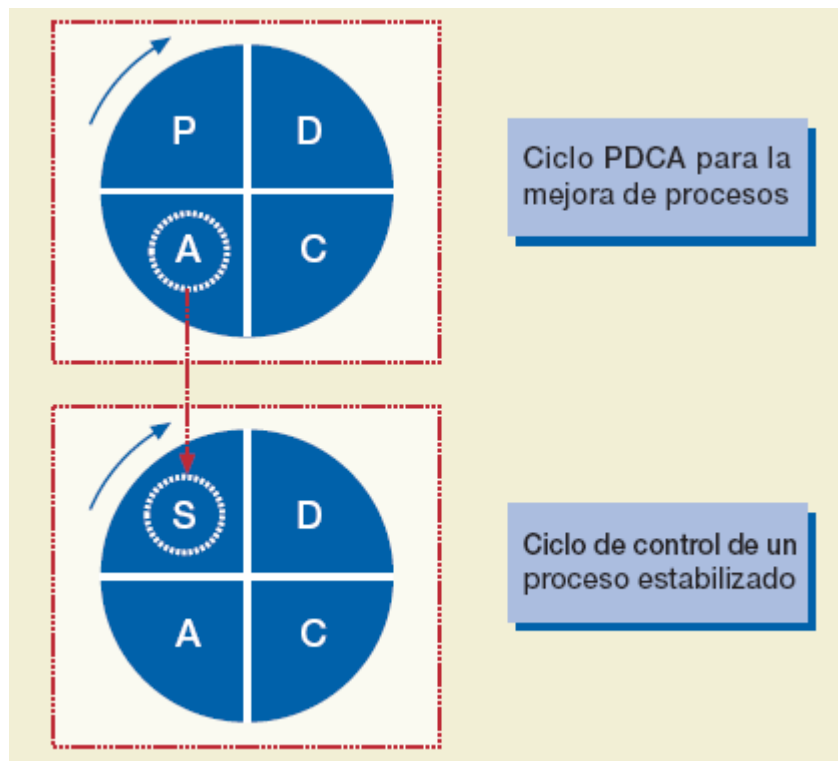 P D
A C
Ciclo PDCA para la
mejora de procesos
S D
A C
Ciclo de control de un
proceso estabilizado